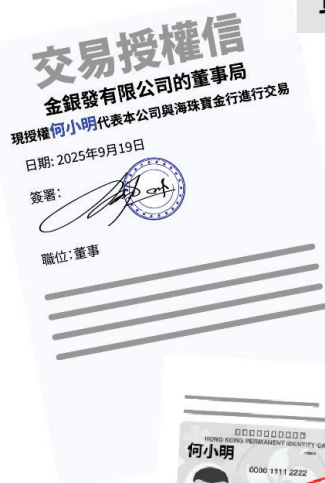 交易授權信
金銀發有限公司的董事局
現授權何小明代表本公司與海珠寶金行進行交易
日期: 2025年9月19日
簽署:
職位:董事
HONG KONG PERMANENT IDENTITY
何小明
0000 1111 2222